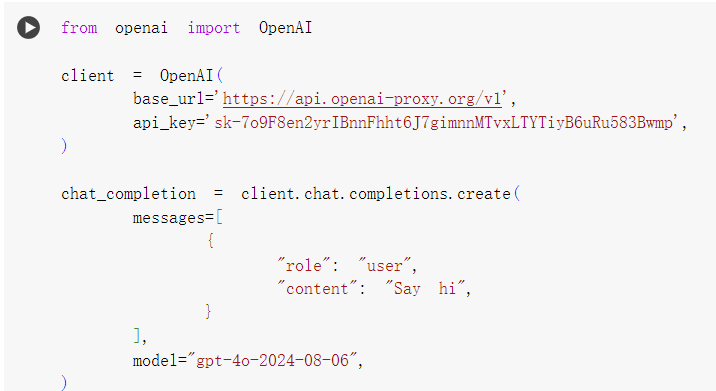 from openai import OpenAI
client = OpenAI(
base_url='https://api.openai-proxy.org/v1',
api_key='sk-7o9F8en2yrIBnnFhht6J7gimnnMTvxLTYTiyB6uRu583Bwmp',
)
chat_completion = client.chat.completions.create(
messages=[
{
"role": "user",
"content": "Say hi",
}
],
model="gpt-4o-2024-08-06",
)